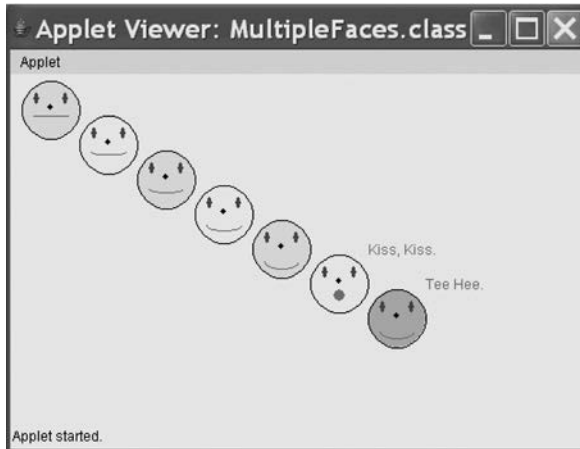 Applet Viewer: MultipleFaces.class
Applet
Kiss, Kiss.
Tee Hee.
Applet started.